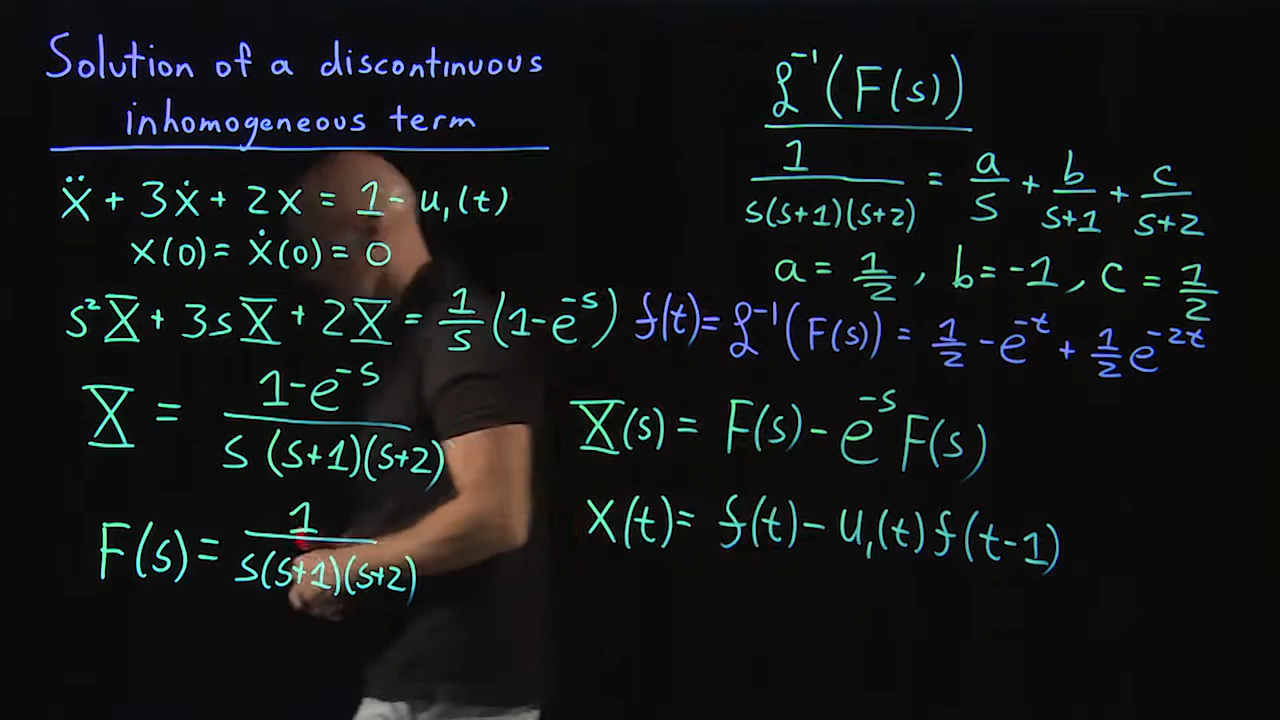 Solution of a discontinuous
inhomogeneous term
ẍ + 3ẋ + 2x = 1 - u₁(t)
x(0) = ẋ(0) = 0
s²X + 3sX + 2X = 1/s (1 - e^{-s})
X = (1 - e^{-s}) / (s(s+1)(s+2))
F(s) = 1 / (s(s+1)(s+2))
ℒ⁻¹(F(s))
1 / (s(s+1)(s+2)) = a/s + b/(s+1) + c/(s+2)
a = 1/2, b = -1, c = 1/2
f(t) = ℒ⁻¹(F(s)) = 1/2 - e^{-t} + 1/2 e^{-2t}
X(s) = F(s) - e^{-s} F(s)
x(t) = f(t) - u₁(t) f(t-1)